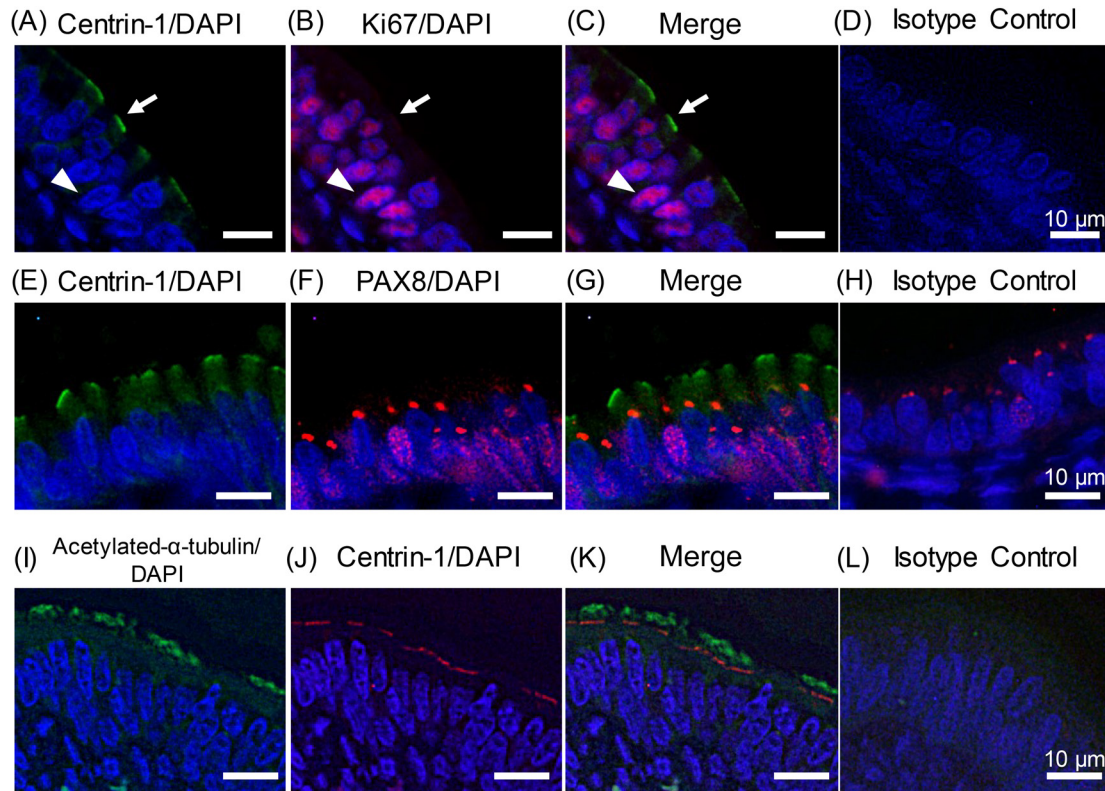 (A) Centrin-1/DAPI
(B) Ki67/DAPI
(C) Merge
(D) Isotype Control
10 µm
(E) Centrin-1/DAPI
(F) PAX8/DAPI
(G) Merge
(H) Isotype Control
10 µm
(I) Acetylated-α-tubulin/
DAPI
(J) Centrin-1/DAPI
(K) Merge
(L) Isotype Control
10 µm